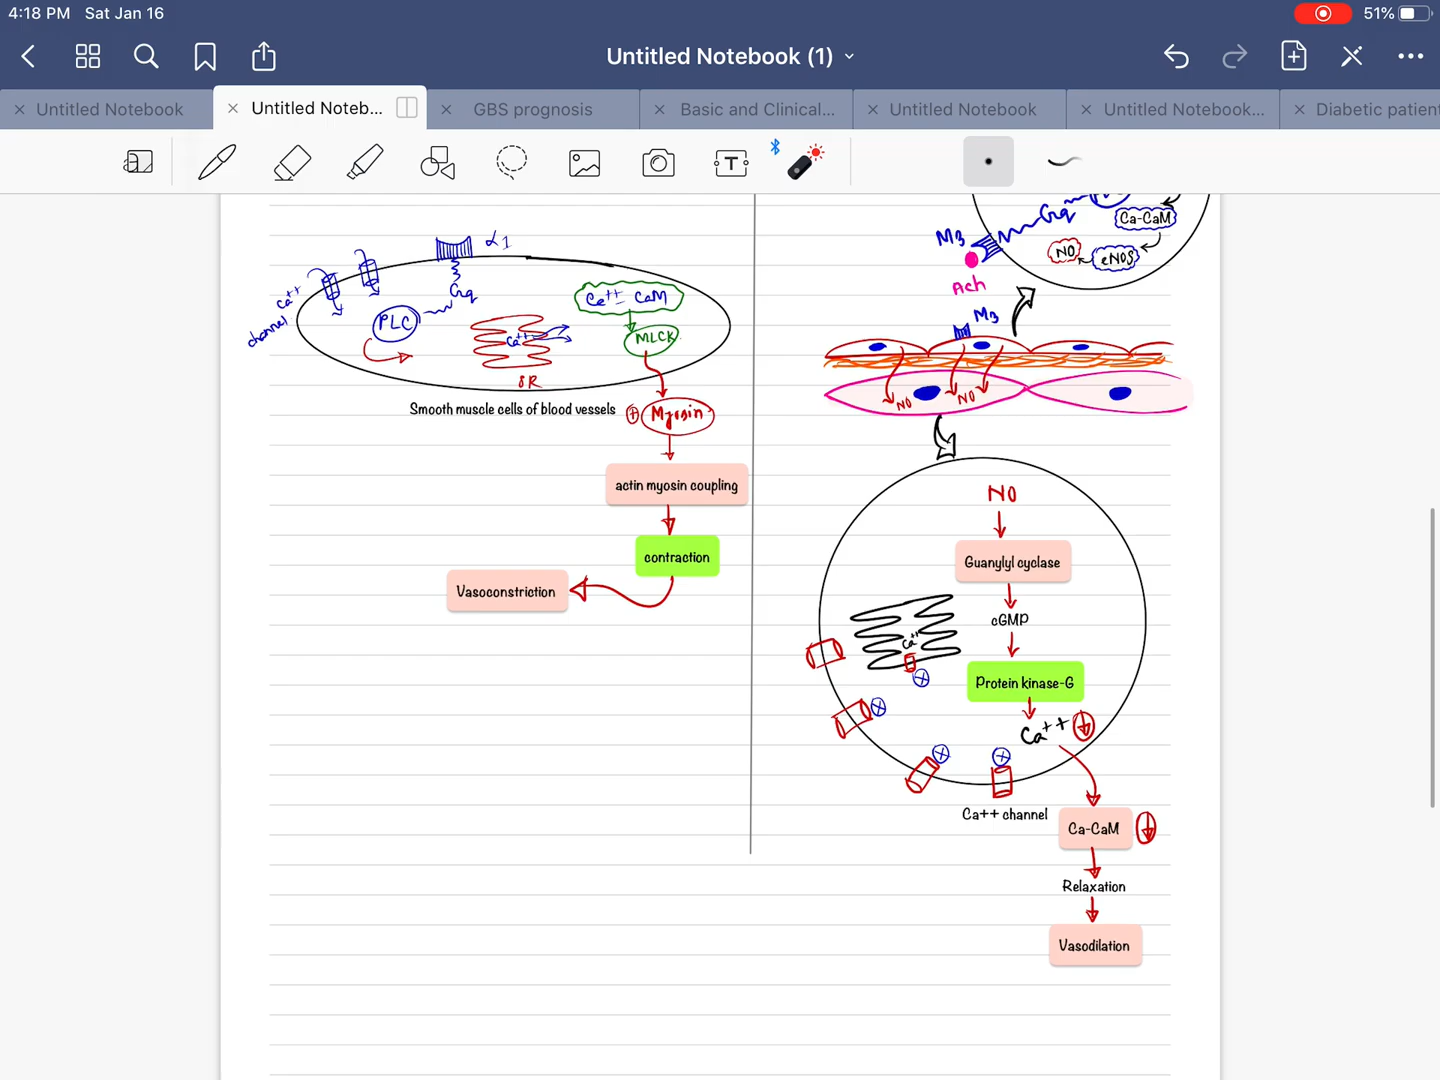 4:18 PM Sat Jan 16
51%
Untitled Notebook (1)
Untitled Notebook
Untitled Noteb...
GBS prognosis
Basic and Clinical...
Untitled Notebook
Untitled Notebook...
Diabetic patient
T
α1
Ca++
channel
Gq
PLC
Ca++
SR
Ca++ - CaM
MLCK
Smooth muscle cells of blood vessels
+ Myosin
actin myosin coupling
contraction
Vasoconstriction
Gq
Ca-CaM
M3
NO
eNOS
Ach
M3
NO
NO
NO
Guanylyl cyclase
cGMP
Ca++
Protein kinase-G
Ca++ ↓
Ca++ channel
Ca-CaM ↓
Relaxation
Vasodilation